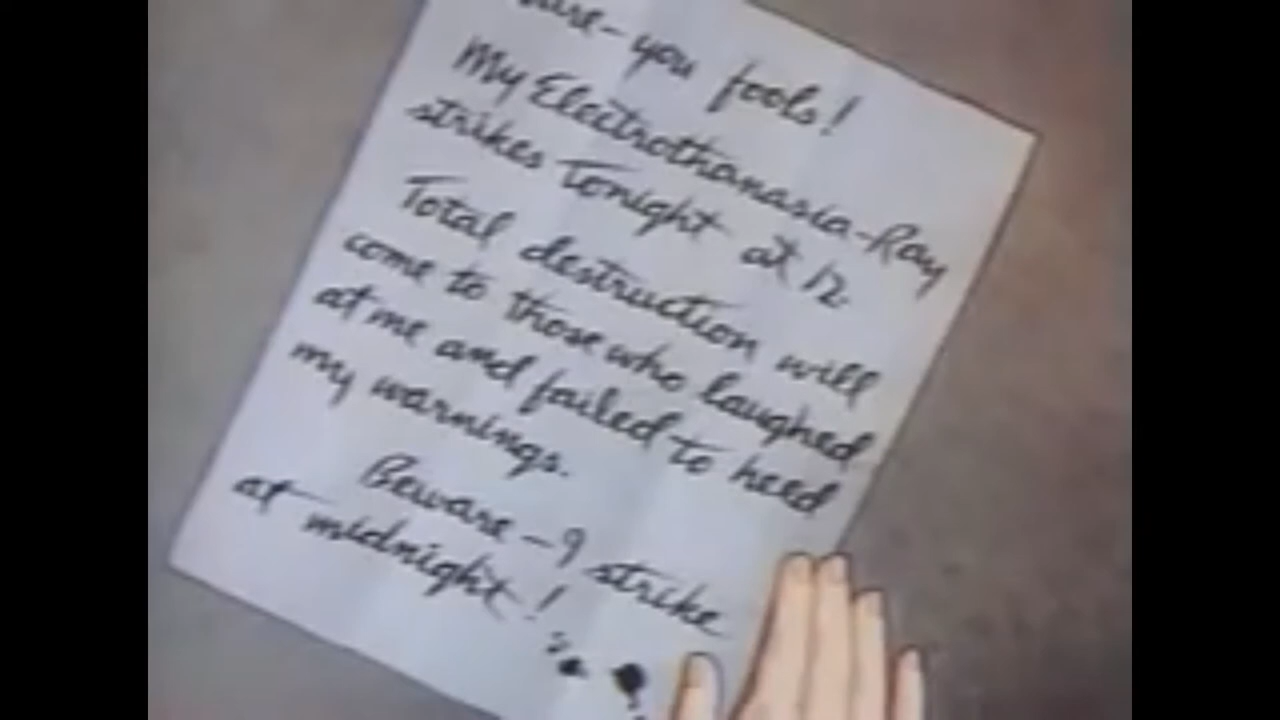 you fools!
My Electrothanasia-Ray
strikes Tonight at 12.
Total destruction will
come to those who laughed
at me and failed to heed
my warnings.
Beware-I strike
at midnight!